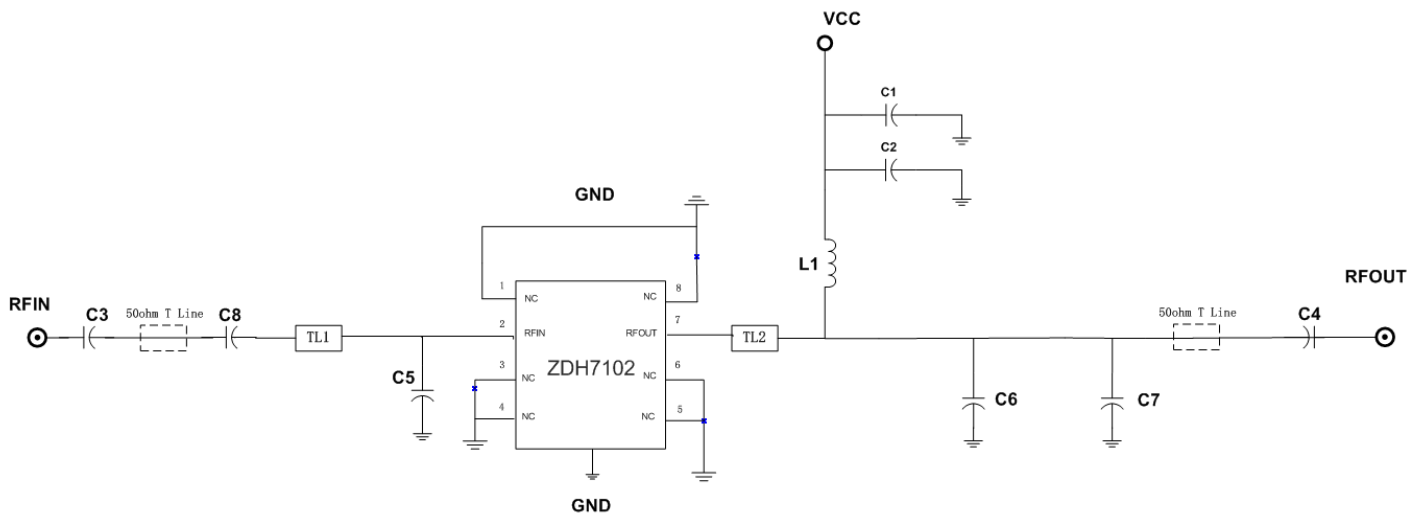 VCC
C1
C2
GND
L1
RFOUT
RFIN
C3
50ohm T Line
C8
TL1
C5
1
NC
2
RFIN
3
NC
4
NC
ZDH7102
8
NC
7
RFOUT
6
NC
5
NC
TL2
C6
C7
50ohm T Line
C4
GND